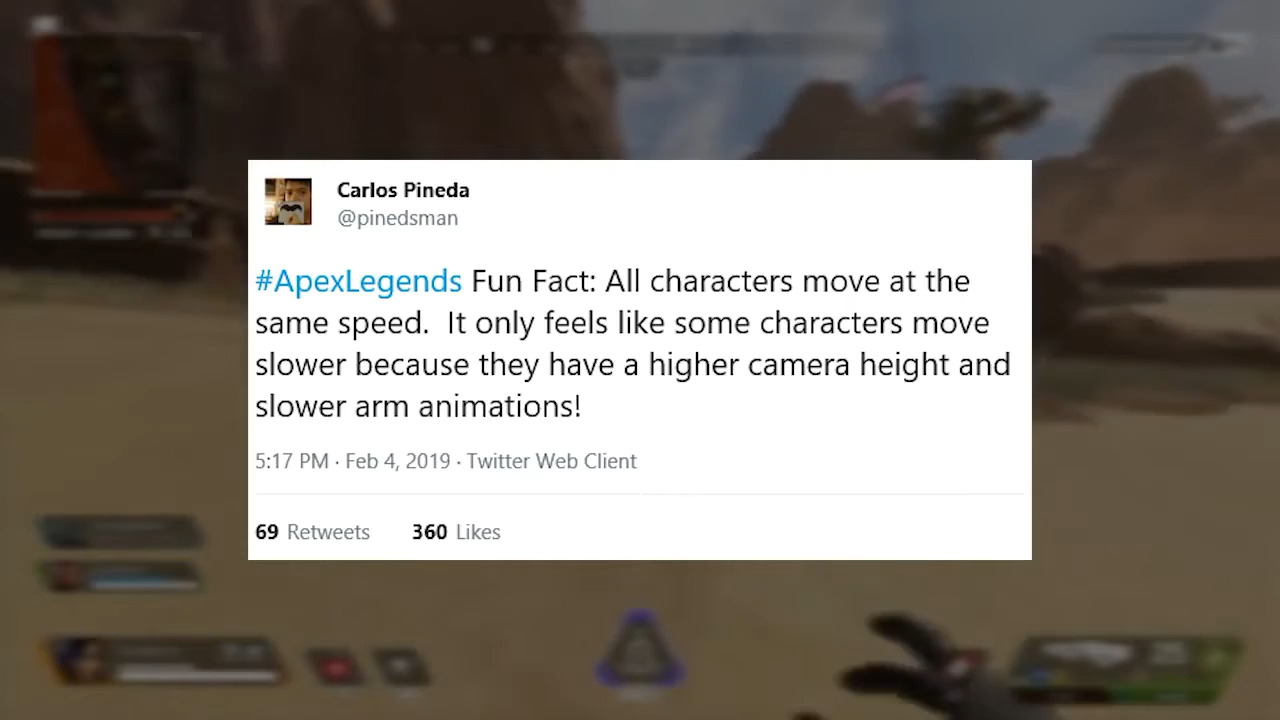 Carlos Pineda
@pinedsman
#ApexLegends Fun Fact: All characters move at the
same speed.  It only feels like some characters move
slower because they have a higher camera height and
slower arm animations!
5:17 PM · Feb 4, 2019 · Twitter Web Client
69 Retweets 360 Likes